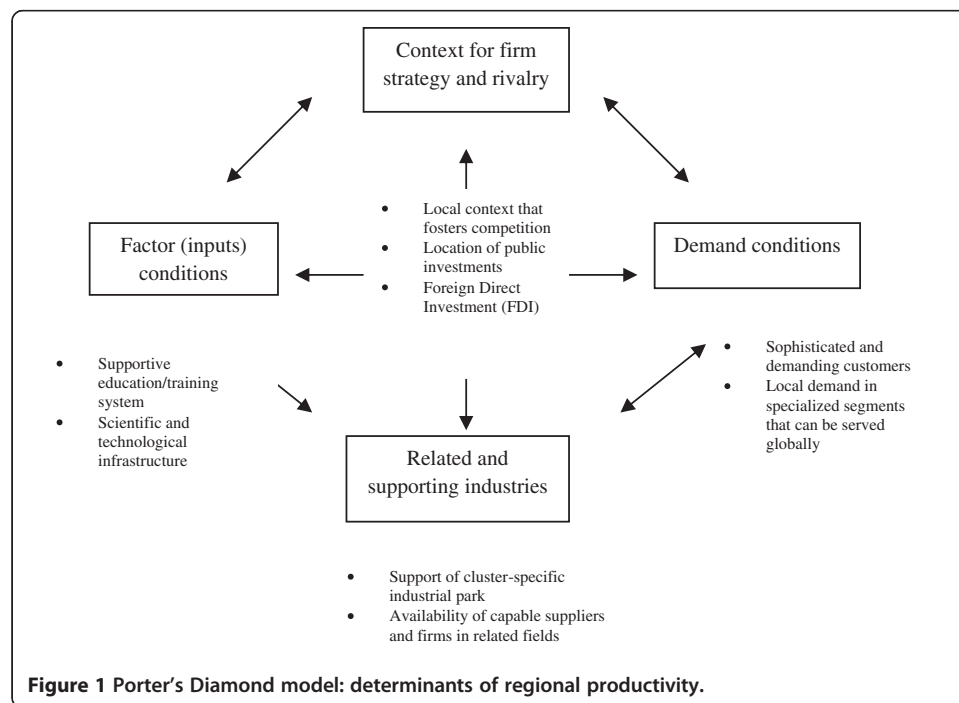 Context for firm
strategy and rivalry
• Local context that
fosters competition
• Location of public
investments
• Foreign Direct
Investment (FDI)
Factor (inputs)
conditions
Demand conditions
• Supportive
education/training
system
• Scientific and
technological
infrastructure
• Sophisticated and
demanding customers
• Local demand in
specialized segments
that can be served
globally
Related and
supporting industries
• Support of cluster-specific
industrial park
• Availability of capable suppliers
and firms in related fields
Figure 1 Porter's Diamond model: determinants of regional productivity.